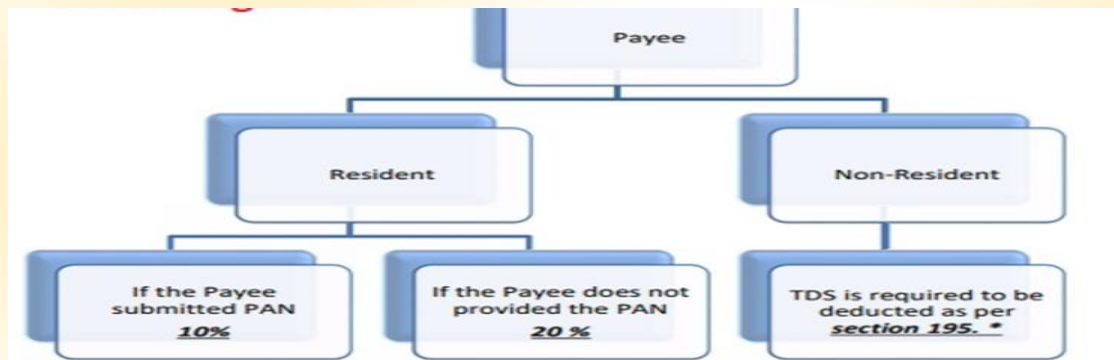 Payee
Resident
Non-Resident
If the Payee
submitted PAN
10%
If the Payee does not
provided the PAN
20 %
TDS is required to be
deducted as per
section 195. *